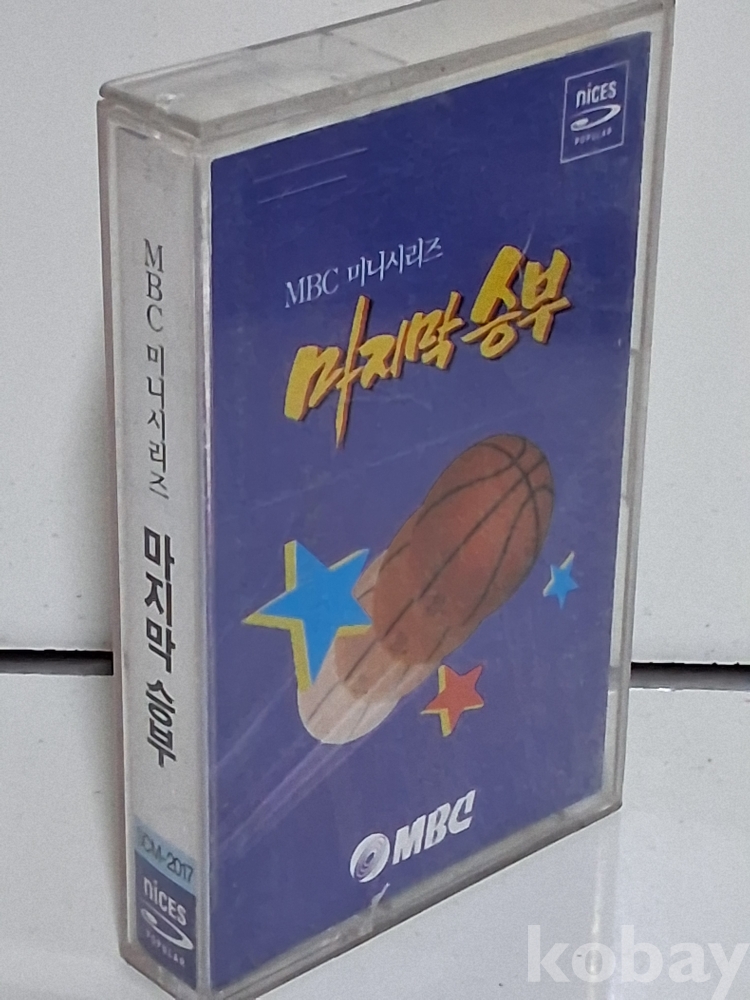 nices
POPULAR
MBC 미니시리즈
마지막 승부
MBC
MBC 미니시리즈 마지막 승부
CM-2017
nices
POPULAR
kobay